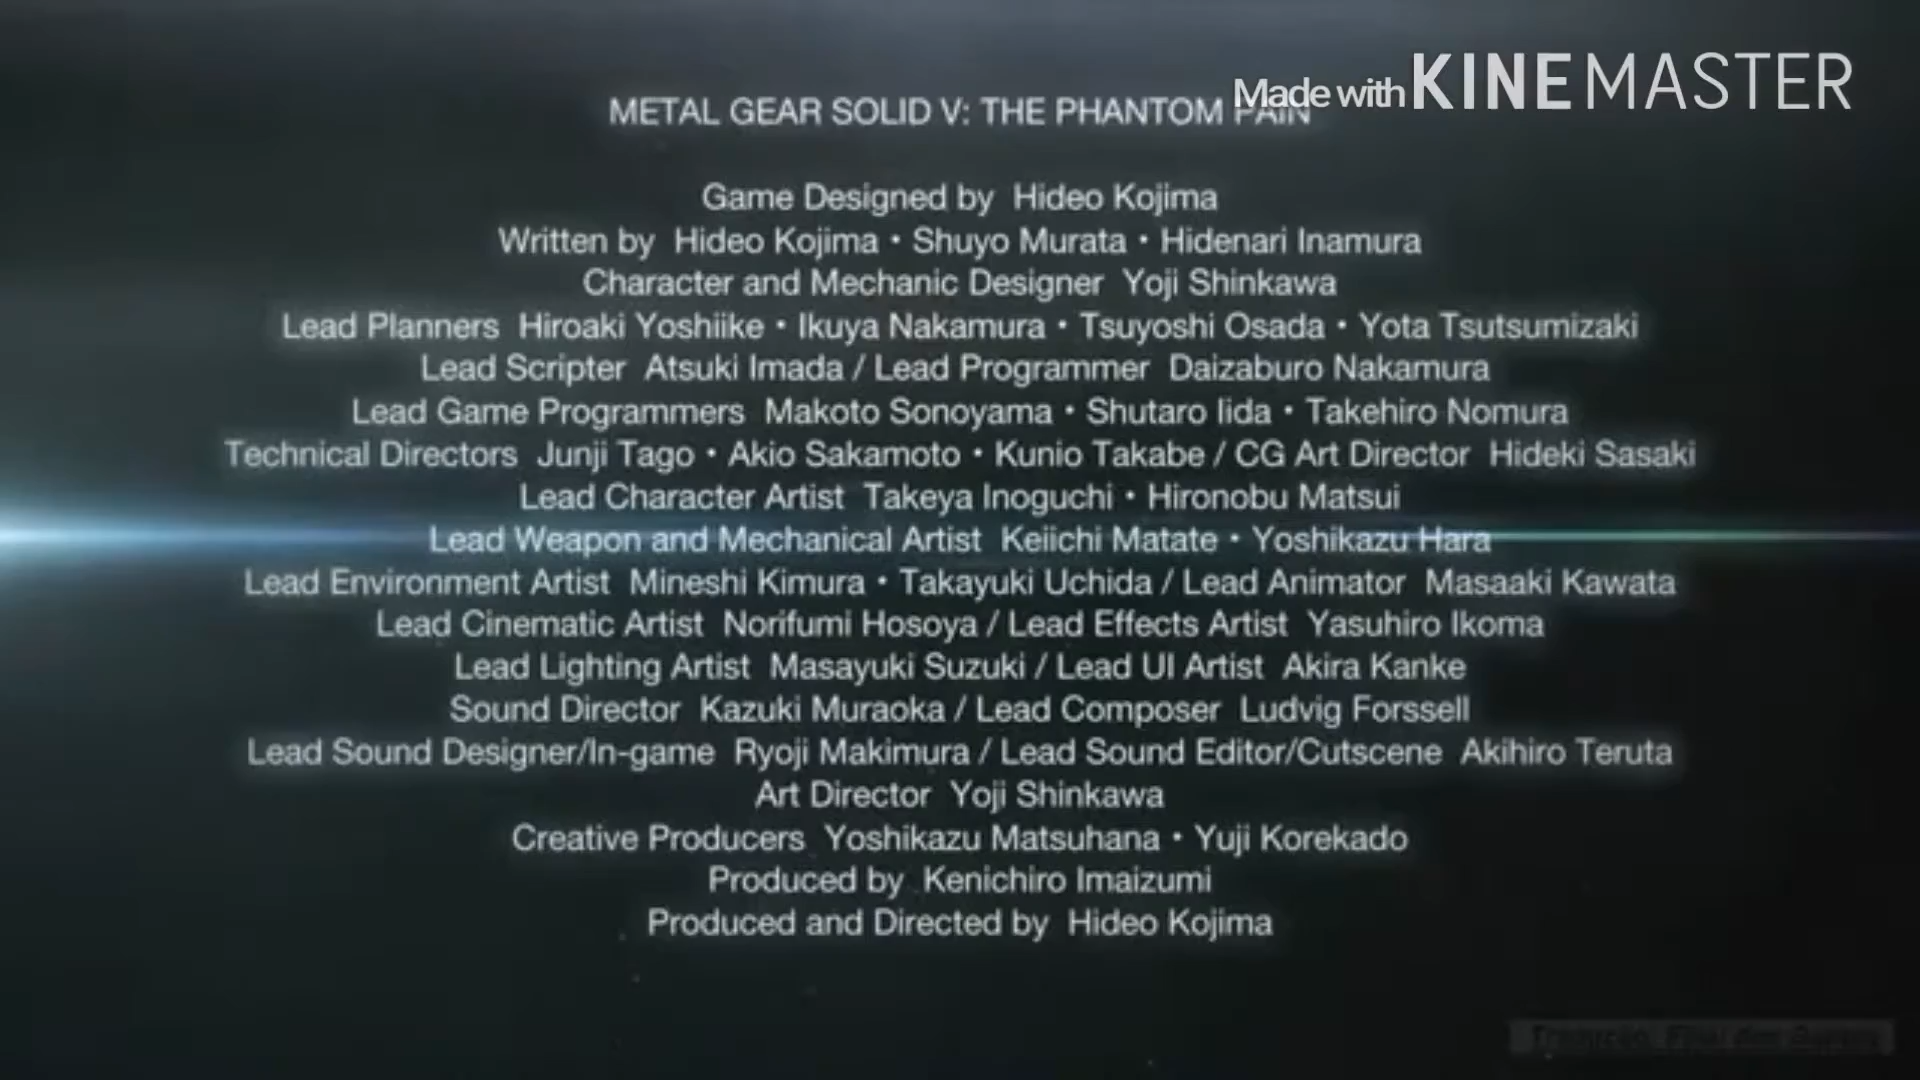 Made with KINEMASTER
METAL GEAR SOLID V: THE PHANTOM PAIN
Game Designed by Hideo Kojima
Written by Hideo Kojima・Shuyo Murata・Hidenari Inamura
Character and Mechanic Designer Yoji Shinkawa
Lead Planners Hiroaki Yoshiike・Ikuya Nakamura・Tsuyoshi Osada・Yota Tsutsumizaki
Lead Scripter Atsuki Imada / Lead Programmer Daizaburo Nakamura
Lead Game Programmers Makoto Sonoyama・Shutaro Iida・Takehiro Nomura
Technical Directors Junji Tago・Akio Sakamoto・Kunio Takabe / CG Art Director Hideki Sasaki
Lead Character Artist Takeya Inoguchi・Hironobu Matsui
Lead Weapon and Mechanical Artist Keiichi Matate・Yoshikazu Hara
Lead Environment Artist Mineshi Kimura・Takayuki Uchida / Lead Animator Masaaki Kawata
Lead Cinematic Artist Norifumi Hosoya / Lead Effects Artist Yasuhiro Ikoma
Lead Lighting Artist Masayuki Suzuki / Lead UI Artist Akira Kanke
Sound Director Kazuki Muraoka / Lead Composer Ludvig Forssell
Lead Sound Designer/In-game Ryoji Makimura / Lead Sound Editor/Cutscene Akihiro Teruta
Art Director Yoji Shinkawa
Creative Producers Yoshikazu Matsuhana・Yuji Korekado
Produced by Kenichiro Imaizumi
Produced and Directed by Hideo Kojima